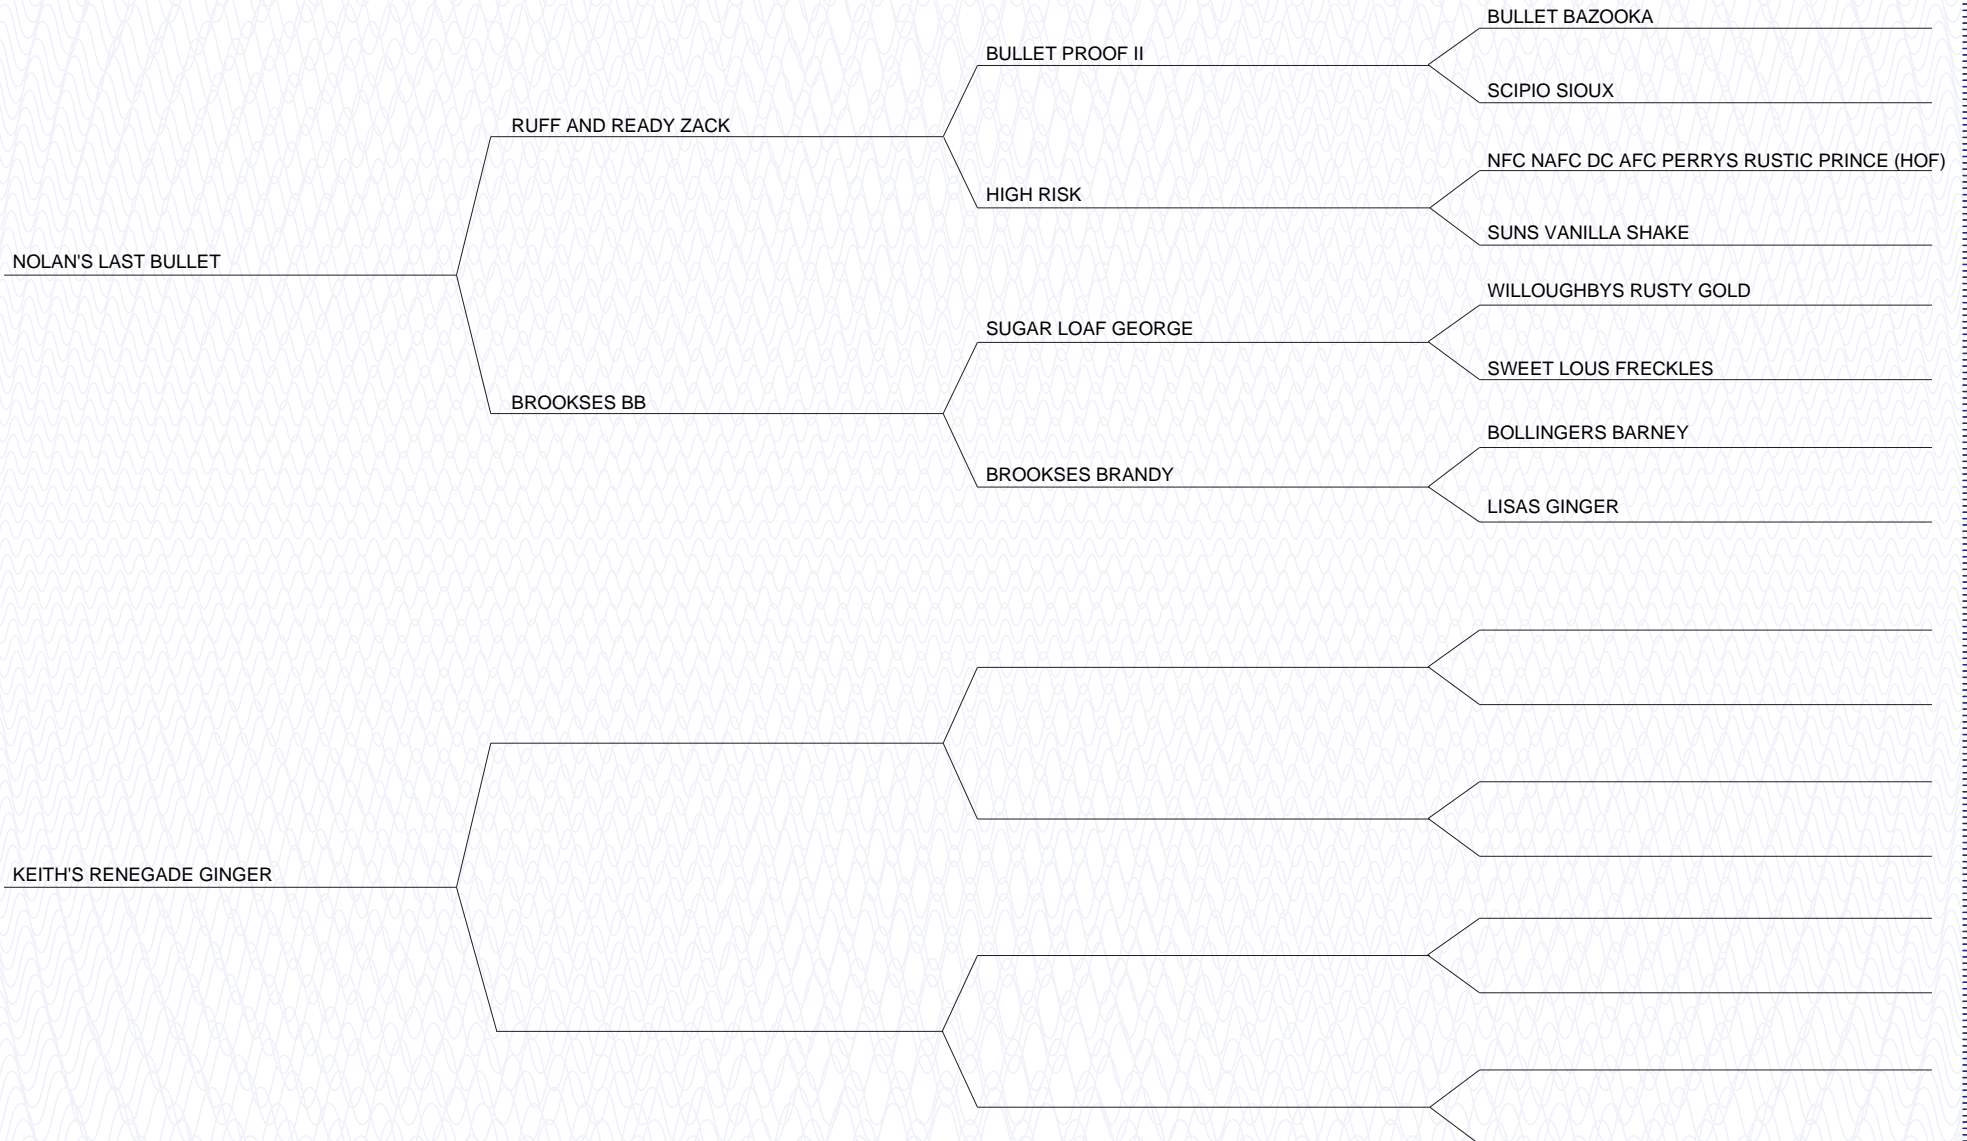 BULLET BAZOOKA
BULLET PROOF II
SCIPIO SIOUX
RUFF AND READY ZACK
NFC NAFC DC AFC PERRYS RUSTIC PRINCE (HOF)
HIGH RISK
SUNS VANILLA SHAKE
NOLAN'S LAST BULLET
WILLOUGHBYS RUSTY GOLD
SUGAR LOAF GEORGE
SWEET LOUS FRECKLES
BROOKSES BB
BOLLINGERS BARNEY
BROOKSES BRANDY
LISAS GINGER
KEITH'S RENEGADE GINGER